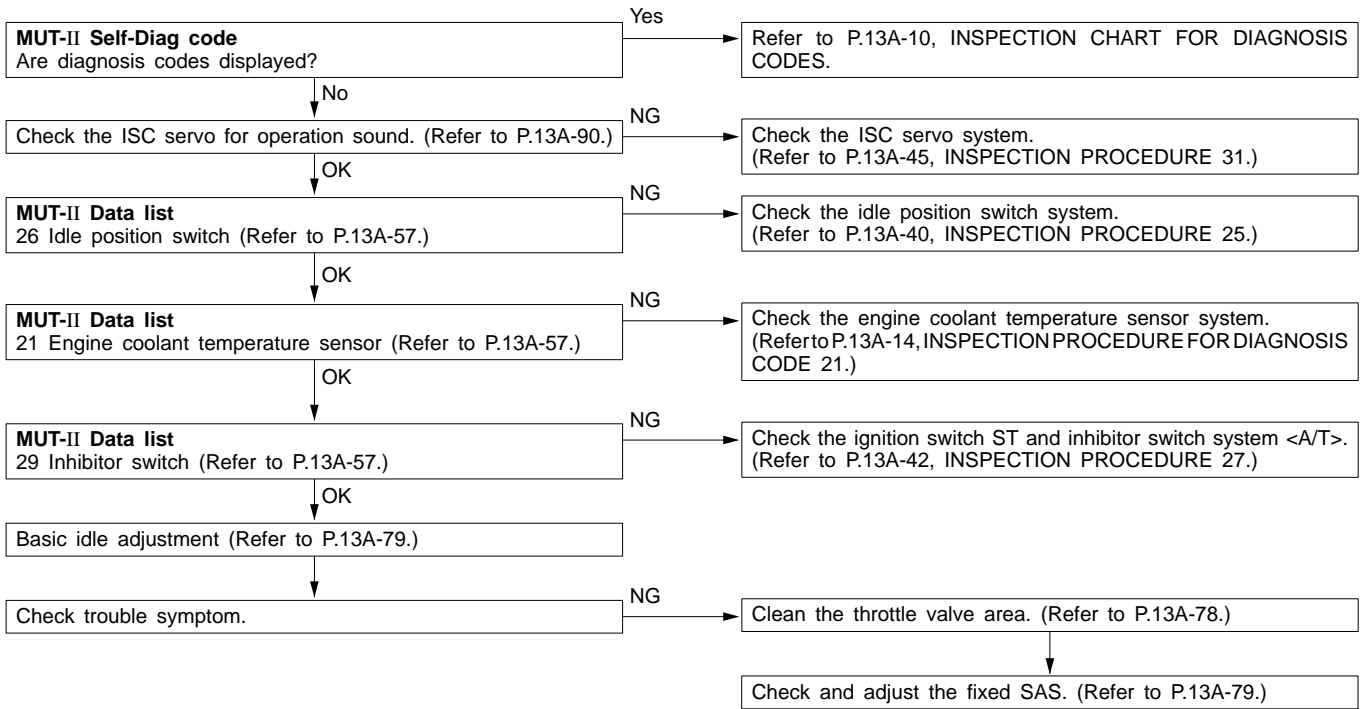 MUT-II Self-Diag code
Are diagnosis codes displayed?
Yes
Refer to P.13A-10, INSPECTION CHART FOR DIAGNOSIS
CODES.
No
Check the ISC servo for operation sound. (Refer to P.13A-90.)
NG
Check the ISC servo system.
(Refer to P.13A-45, INSPECTION PROCEDURE 31.)
OK
MUT-II Data list
26 Idle position switch (Refer to P.13A-57.)
NG
Check the idle position switch system.
(Refer to P.13A-40, INSPECTION PROCEDURE 25.)
OK
MUT-II Data list
21 Engine coolant temperature sensor (Refer to P.13A-57.)
NG
Check the engine coolant temperature sensor system.
(Refer to P.13A-14, INSPECTION PROCEDURE FOR DIAGNOSIS
CODE 21.)
OK
MUT-II Data list
29 Inhibitor switch (Refer to P.13A-57.)
NG
Check the ignition switch ST and inhibitor switch system <A/T>.
(Refer to P.13A-42, INSPECTION PROCEDURE 27.)
OK
Basic idle adjustment (Refer to P.13A-79.)
Check trouble symptom.
NG
Clean the throttle valve area. (Refer to P.13A-78.)
Check and adjust the fixed SAS. (Refer to P.13A-79.)